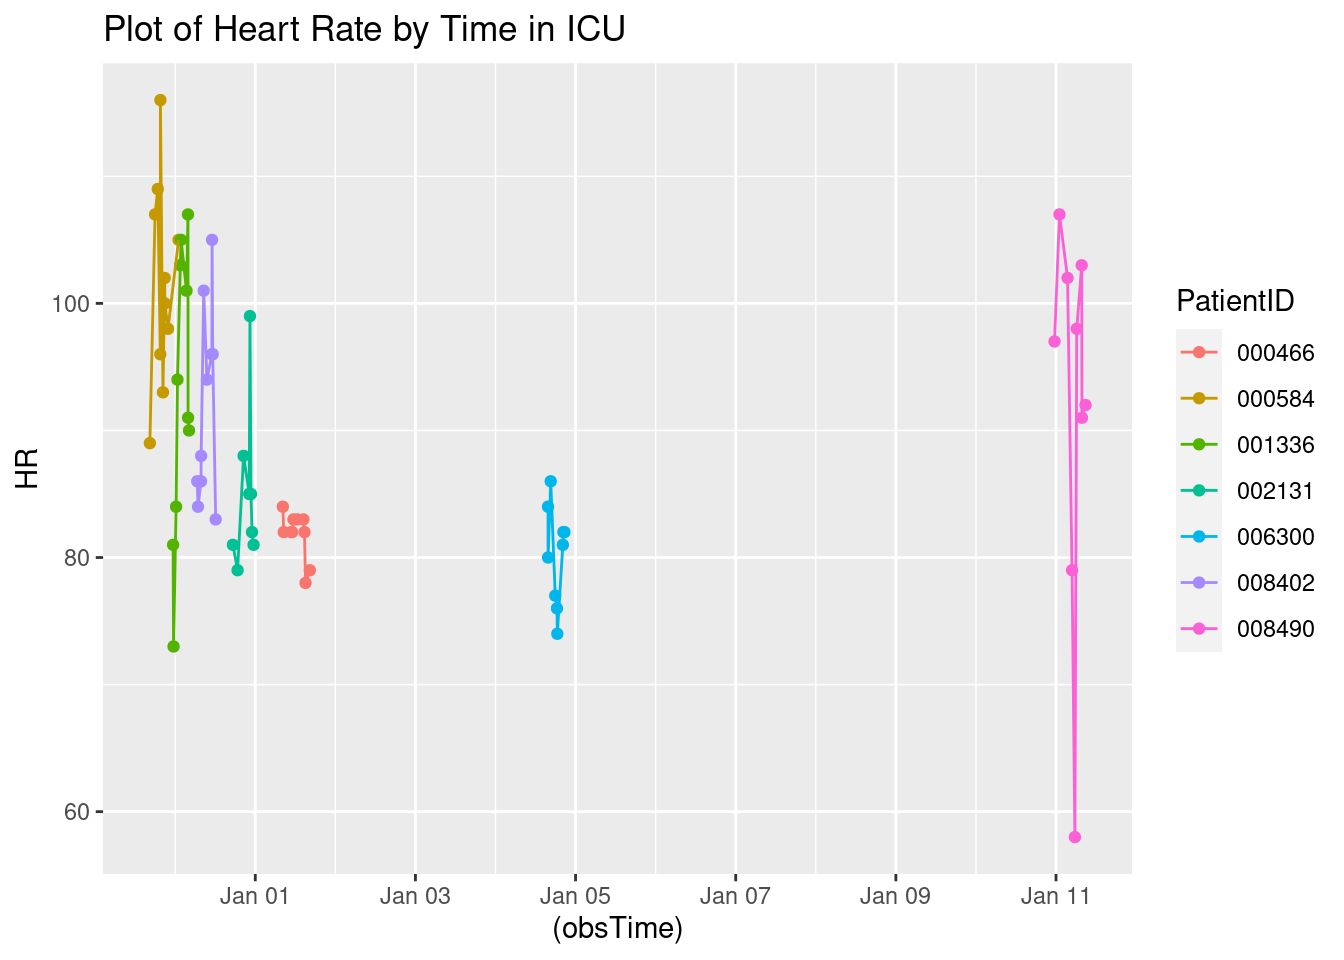 Plot of Heart Rate by Time in ICU
HR
100
80
60
Jan 01
Jan 03
Jan 05
Jan 07
Jan 09
Jan 11
(obsTime)
PatientID
000466
000584
001336
002131
006300
008402
008490